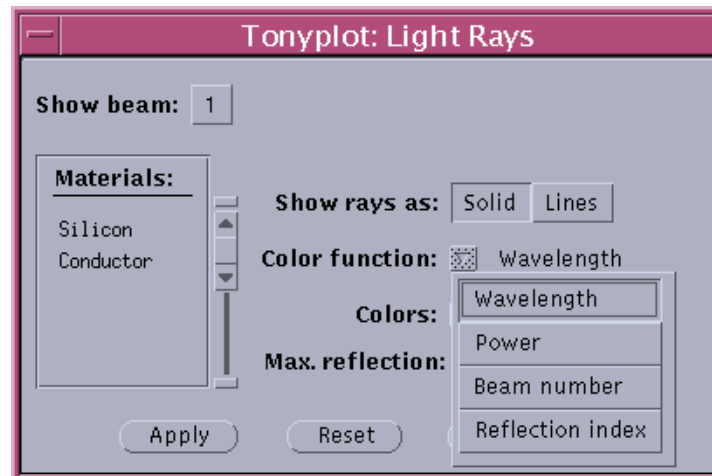 Tonyplot: Light Rays
Show beam: 1
Materials:
Silicon
Conductor
Show rays as: Solid Lines
Color function: Wavelength
Colors:
Max. reflection:
Wavelength
Power
Beam number
Reflection index
Apply Reset